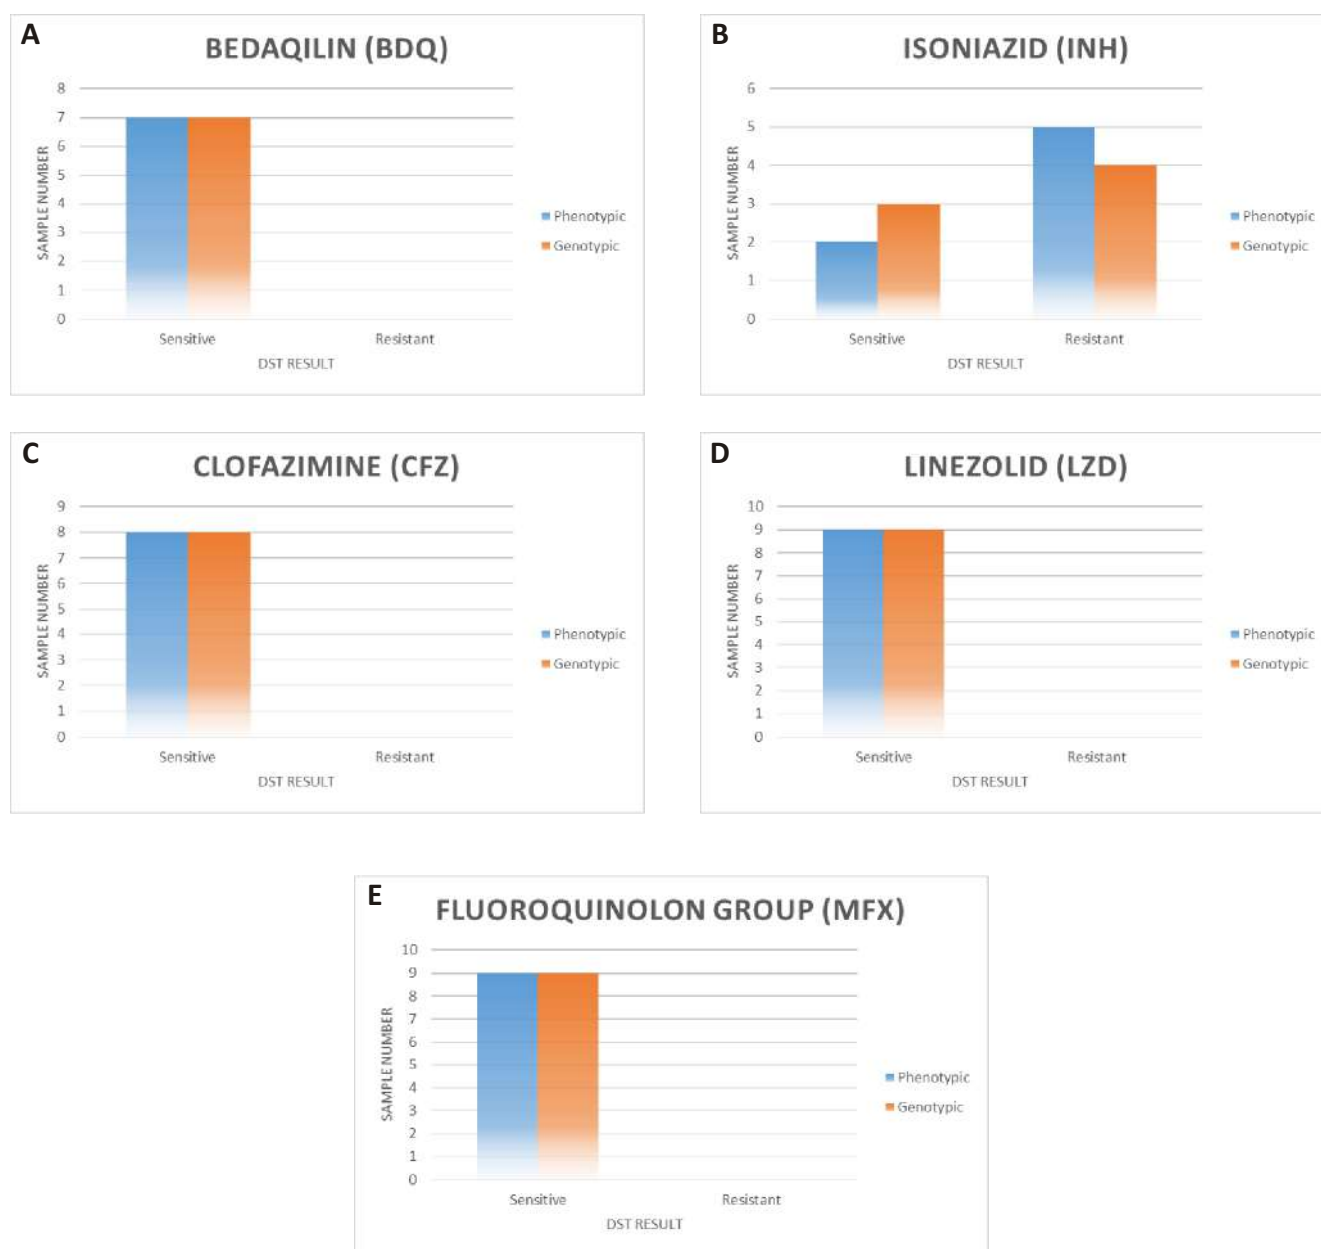 A
BEDAQILIN (BDQ)
8
7
6
5
4
3
2
1
0
SAMPLE NUMBER
Sensitive
Resistant
DST RESULT
Phenotypic
Genotypic
B
ISONIAZID (INH)
6
5
4
3
2
1
0
SAMPLE NUMBER
Sensitive
Resistant
DST RESULT
Phenotypic
Genotypic
C
CLOFAZIMINE (CFZ)
9
8
7
6
5
4
3
2
1
0
SAMPLE NUMBER
Sensitive
Resistant
DST RESULT
Phenotypic
Genotypic
D
LINEZOLID (LZD)
10
9
8
7
6
5
4
3
2
1
0
SAMPLE NUMBER
Sensitive
Resistant
DST RESULT
Phenotypic
Genotypic
E
FLUOROQUINOLON GROUP (MFX)
10
9
8
7
6
5
4
3
2
1
0
SAMPLE NUMBER
Sensitive
Resistant
DST RESULT
Phenotypic
Genotypic